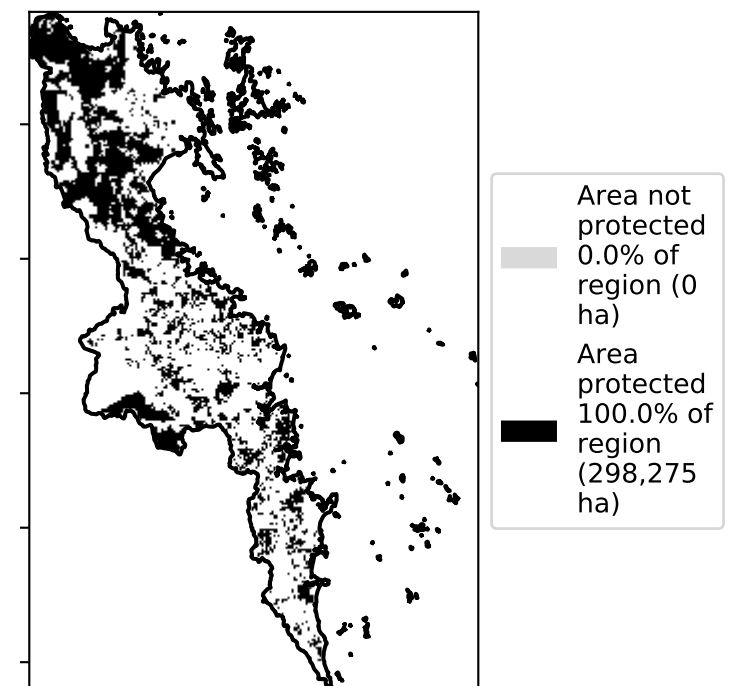 Area not
protected
0.0% of
region (0
ha)
Area
protected
100.0% of
region
(298,275
ha)